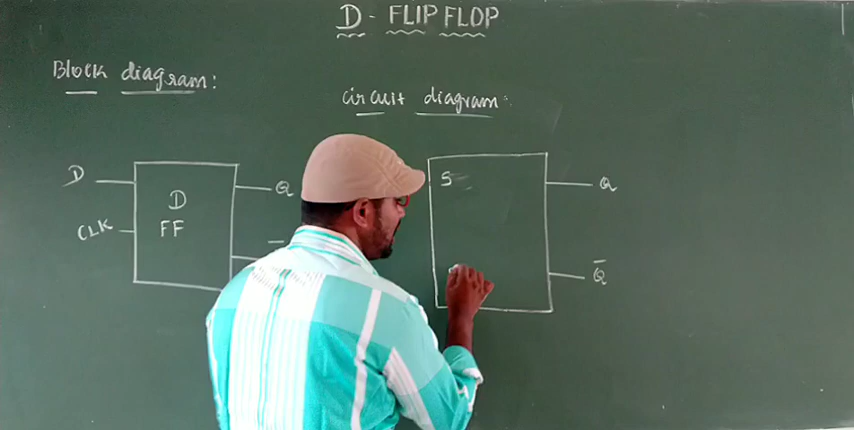 D - FLIP FLOP
Block diagram:
Circuit diagram:
D
D
FF
CLK
Q
S
Q
Q̅